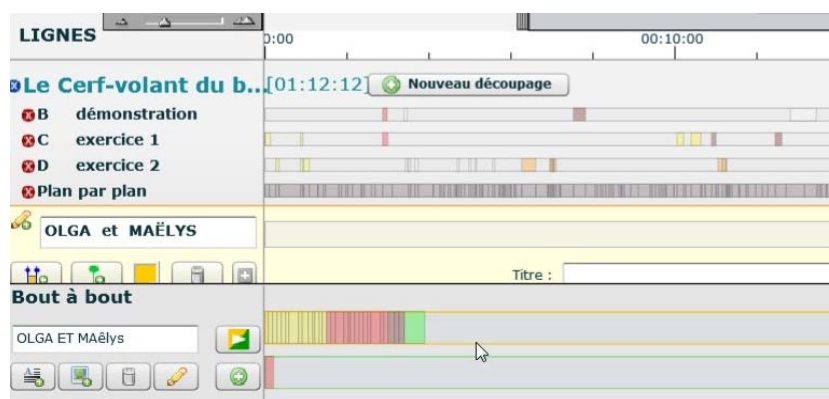 LIGNES
0:00 00:10:00
Le Cerf-volant du b...[01:12:12] Nouveau découpage
B démonstration
C exercice 1
D exercice 2
Plan par plan
OLGA et MAËLYS
Titre :
Bout à bout
OLGA ET MAêlys